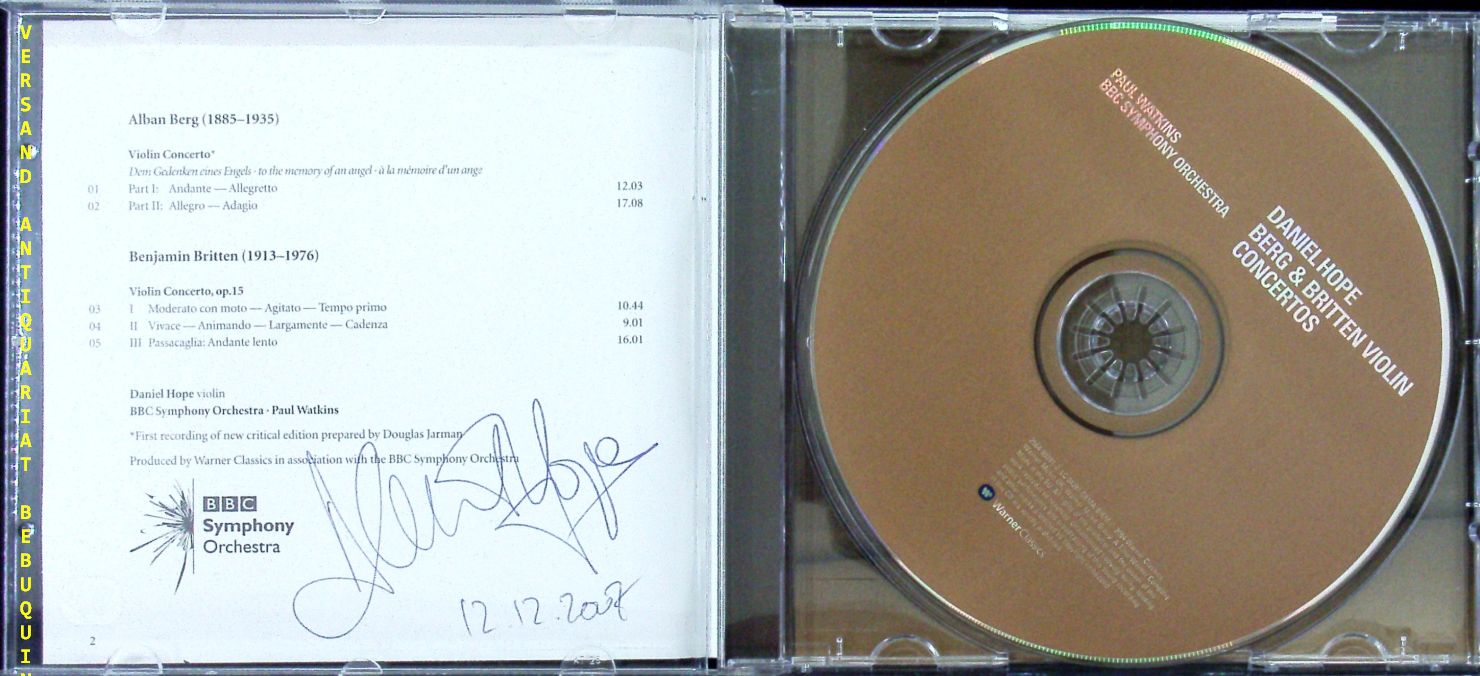 VERSAND ANTIQUARIAT BEBUQUIN
Alban Berg (1885–1935)
Violin Concerto*
Dem Gedenken eines Engels · to the memory of an angel · à la mémoire d'un ange
01 Part I: Andante — Allegretto 12.03
02 Part II: Allegro — Adagio 17.08
Benjamin Britten (1913–1976)
Violin Concerto, op.15
03 I Moderato con moto — Agitato — Tempo primo 10.44
04 II Vivace — Animando — Largamente — Cadenza 9.01
05 III Passacaglia: Andante lento 16.01
Daniel Hope violin
BBC Symphony Orchestra · Paul Watkins
*First recording of new critical edition prepared by Douglas Jarman
Produced by Warner Classics in association with the BBC Symphony Orchestra
BBC
Symphony
Orchestra
Daniel Hope
12.12.2007
2
PAUL WATKINS
BBC SYMPHONY ORCHESTRA
DANIEL HOPE
BERG & BRITTEN VIOLIN
CONCERTOS
Warner Classics